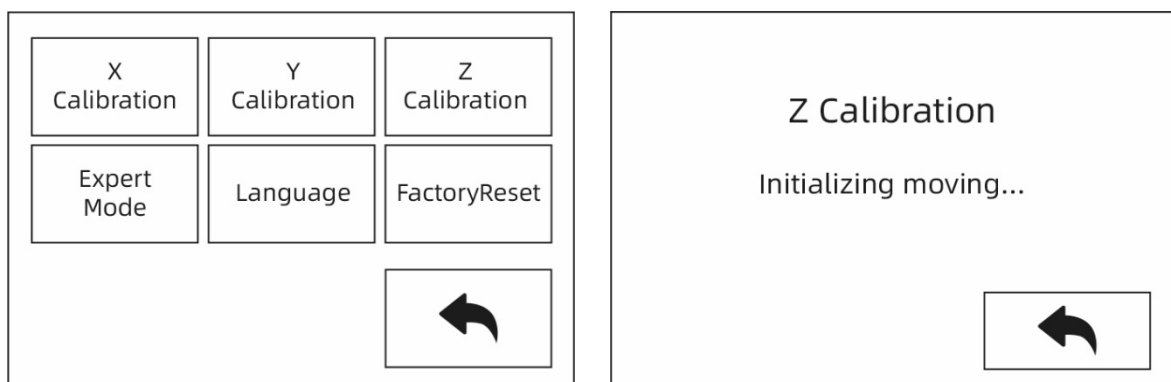 X
Calibration
Y
Calibration
Z
Calibration
Expert
Mode
Language
FactoryReset
Z Calibration
Initializing moving...